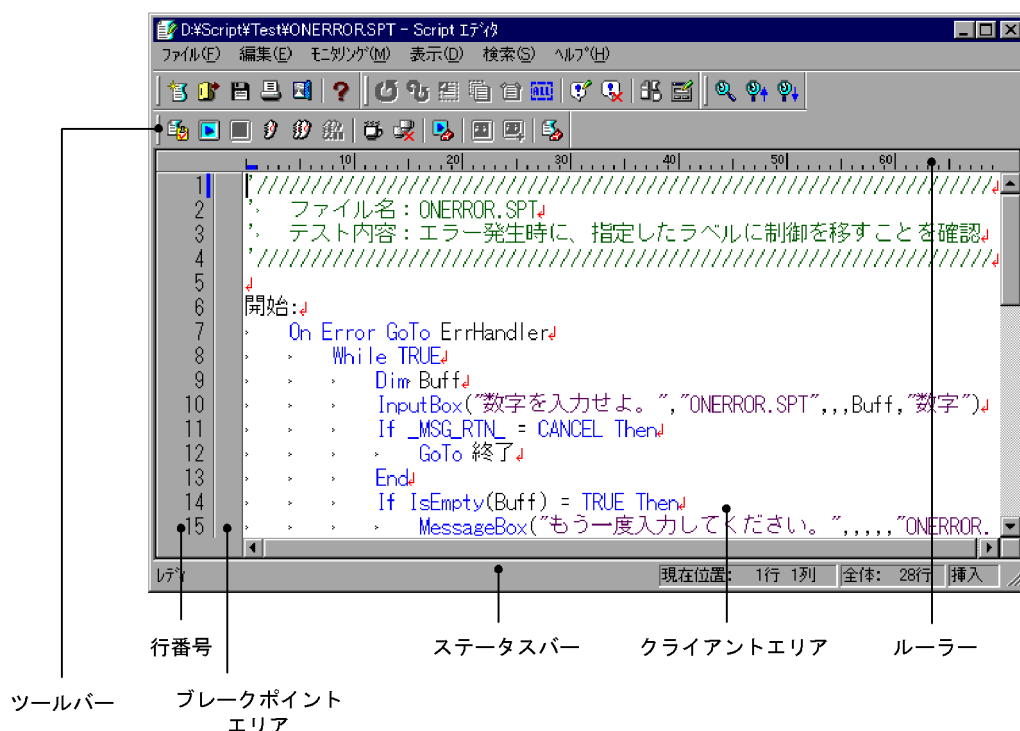 D:¥Script¥Test¥ONERROR.SPT - Script ｴﾃﾞｨﾀ
ﾌｧｲﾙ(F) 編集(E) ﾓﾆﾀﾘﾝｸﾞ(M) 表示(D) 検索(S) ﾍﾙﾌﾟ(H)
all
10 20 30 40 50 60
1 '/////////////////////////////////////////////////////////////////////
2 ' ファイル名：ONERROR.SPT
3 ' テスト内容：エラー発生時に、指定したラベルに制御を移すことを確認
4 '/////////////////////////////////////////////////////////////////////
5
6 開始:
7 On Error GoTo ErrHandler
8 While TRUE
9 Dim Buff
10 InputBox("数字を入力せよ。","ONERROR.SPT",,,Buff,"数字")
11 If _MSG_RTN_ = CANCEL Then
12 GoTo 終了
13 End
14 If IsEmpty(Buff) = TRUE Then
15 MessageBox("もう一度入力してください。",,,,,"ONERROR.
ﾚﾃﾞｨ 現在位置: 1行 1列 全体: 28行 挿入
行番号 ステータスバー クライアントエリア ルーラー
ツールバー ブレークポイント
エリア